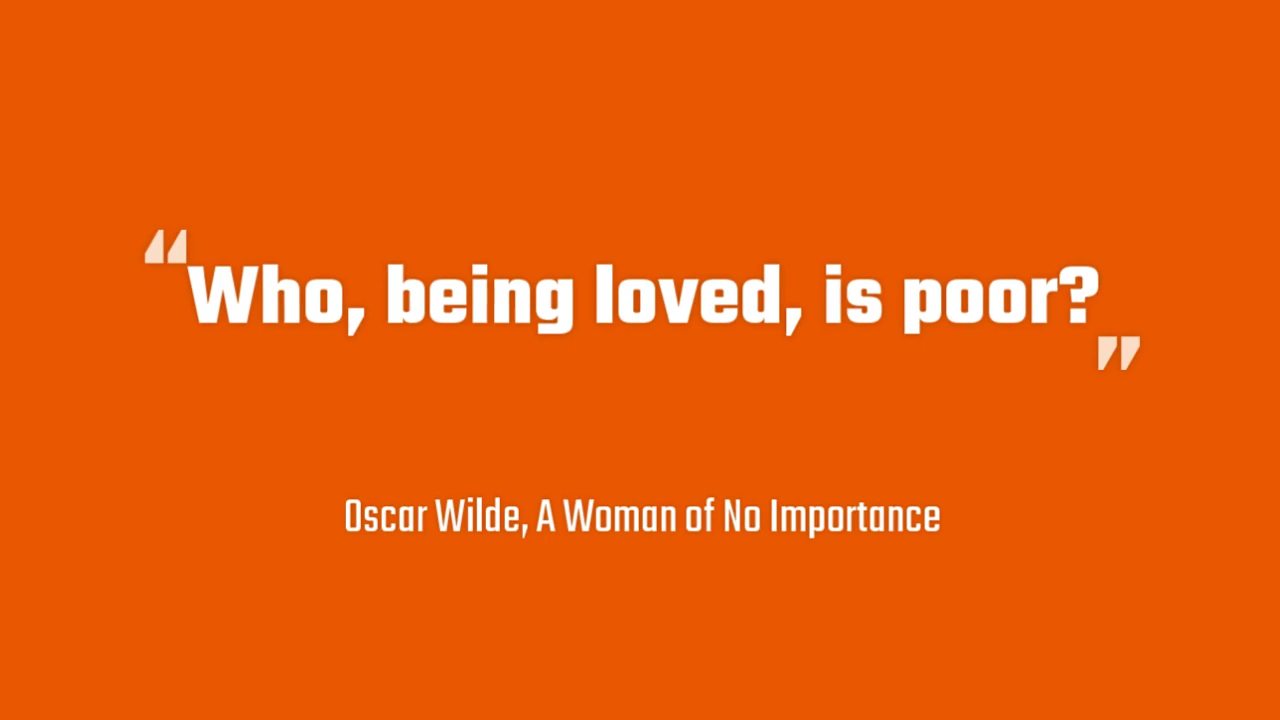 “Who, being loved, is poor?”
Oscar Wilde, A Woman of No Importance